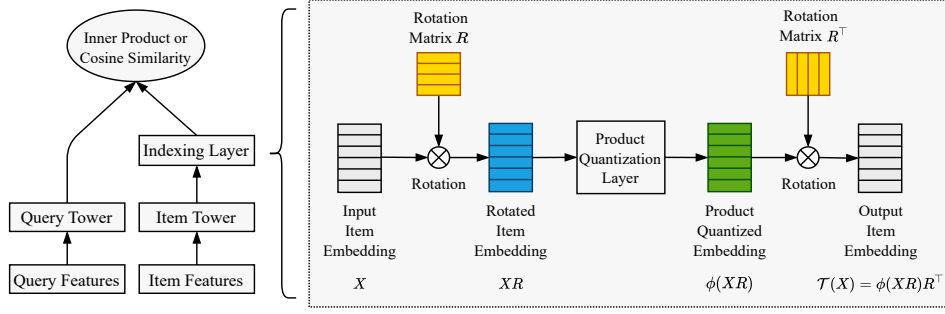 Inner Product or
Cosine Similarity
Indexing Layer
Query Tower
Item Tower
Query Features
Item Features
Rotation
Matrix R
Rotation
Matrix R⊤
Rotation
Product
Quantization
Layer
Rotation
Input
Item
Embedding
Rotated
Item
Embedding
Product
Quantized
Embedding
Output
Item
Embedding
X
XR
ϕ(XR)
𝒯(X) = ϕ(XR)R⊤